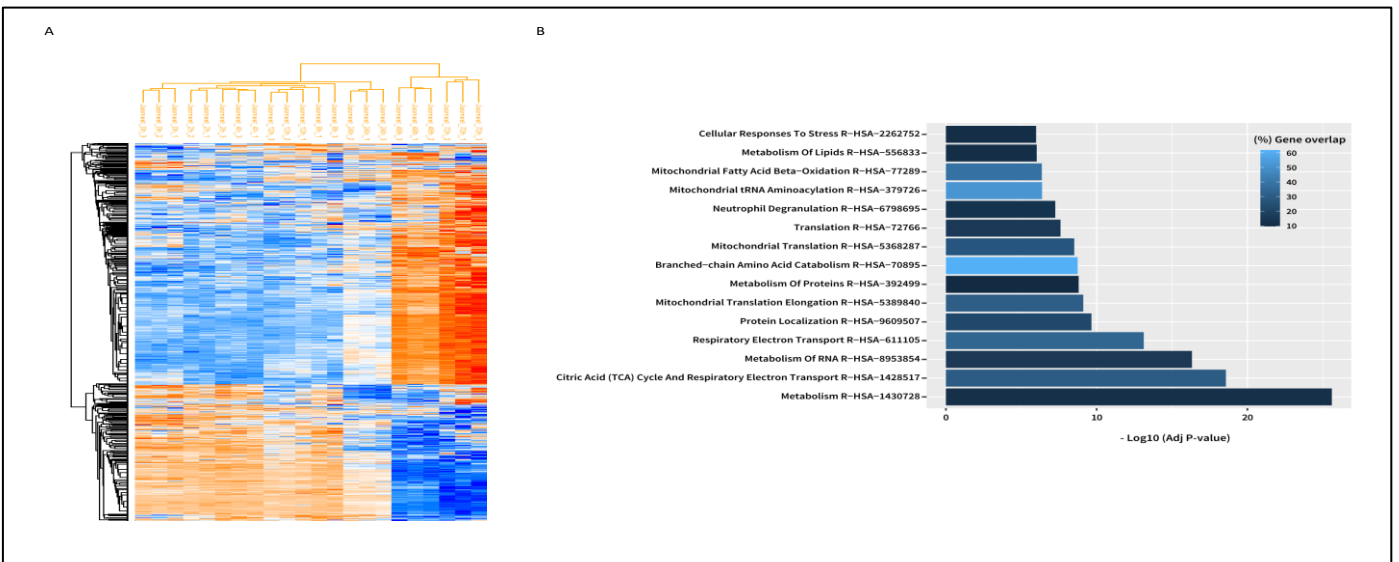 A
B
Cellular Responses To Stress R−HSA−2262752
Metabolism Of Lipids R−HSA−556833
Mitochondrial Fatty Acid Beta−Oxidation R−HSA−77289
Mitochondrial tRNA Aminoacylation R−HSA−379726
Neutrophil Degranulation R−HSA−6798695
Translation R−HSA−72766
Mitochondrial Translation R−HSA−5368287
Branched−chain Amino Acid Catabolism R−HSA−70895
Metabolism Of Proteins R−HSA−392499
Mitochondrial Translation Elongation R−HSA−5389840
Protein Localization R−HSA−9609507
Respiratory Electron Transport R−HSA−611105
Metabolism Of RNA R−HSA−8953854
Citric Acid (TCA) Cycle And Respiratory Electron Transport R−HSA−1428517
Metabolism R−HSA−1430728
(%) Gene overlap
60
50
40
30
20
10
0 10 20
- Log10 (Adj P-value)